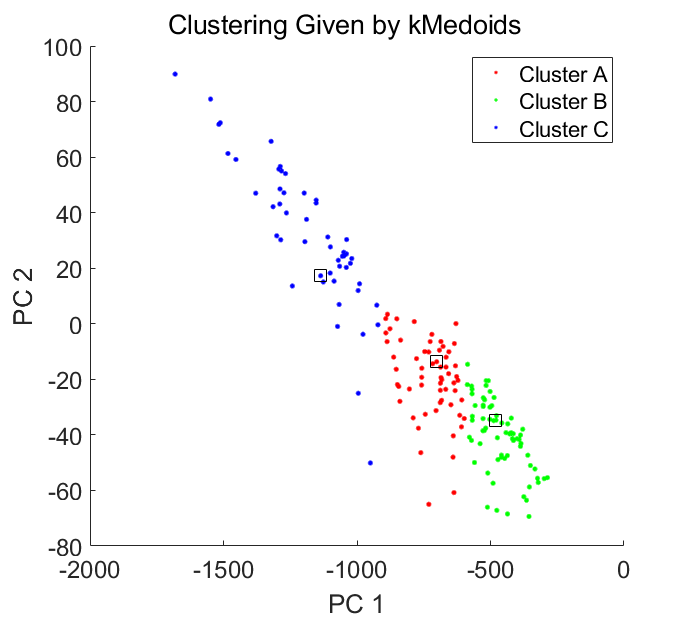 Clustering Given by kMedoids
100
80
60
40
20
0
-20
-40
-60
-80
PC 2
Cluster A
Cluster B
Cluster C
-2000 -1500 -1000 -500 0
PC 1